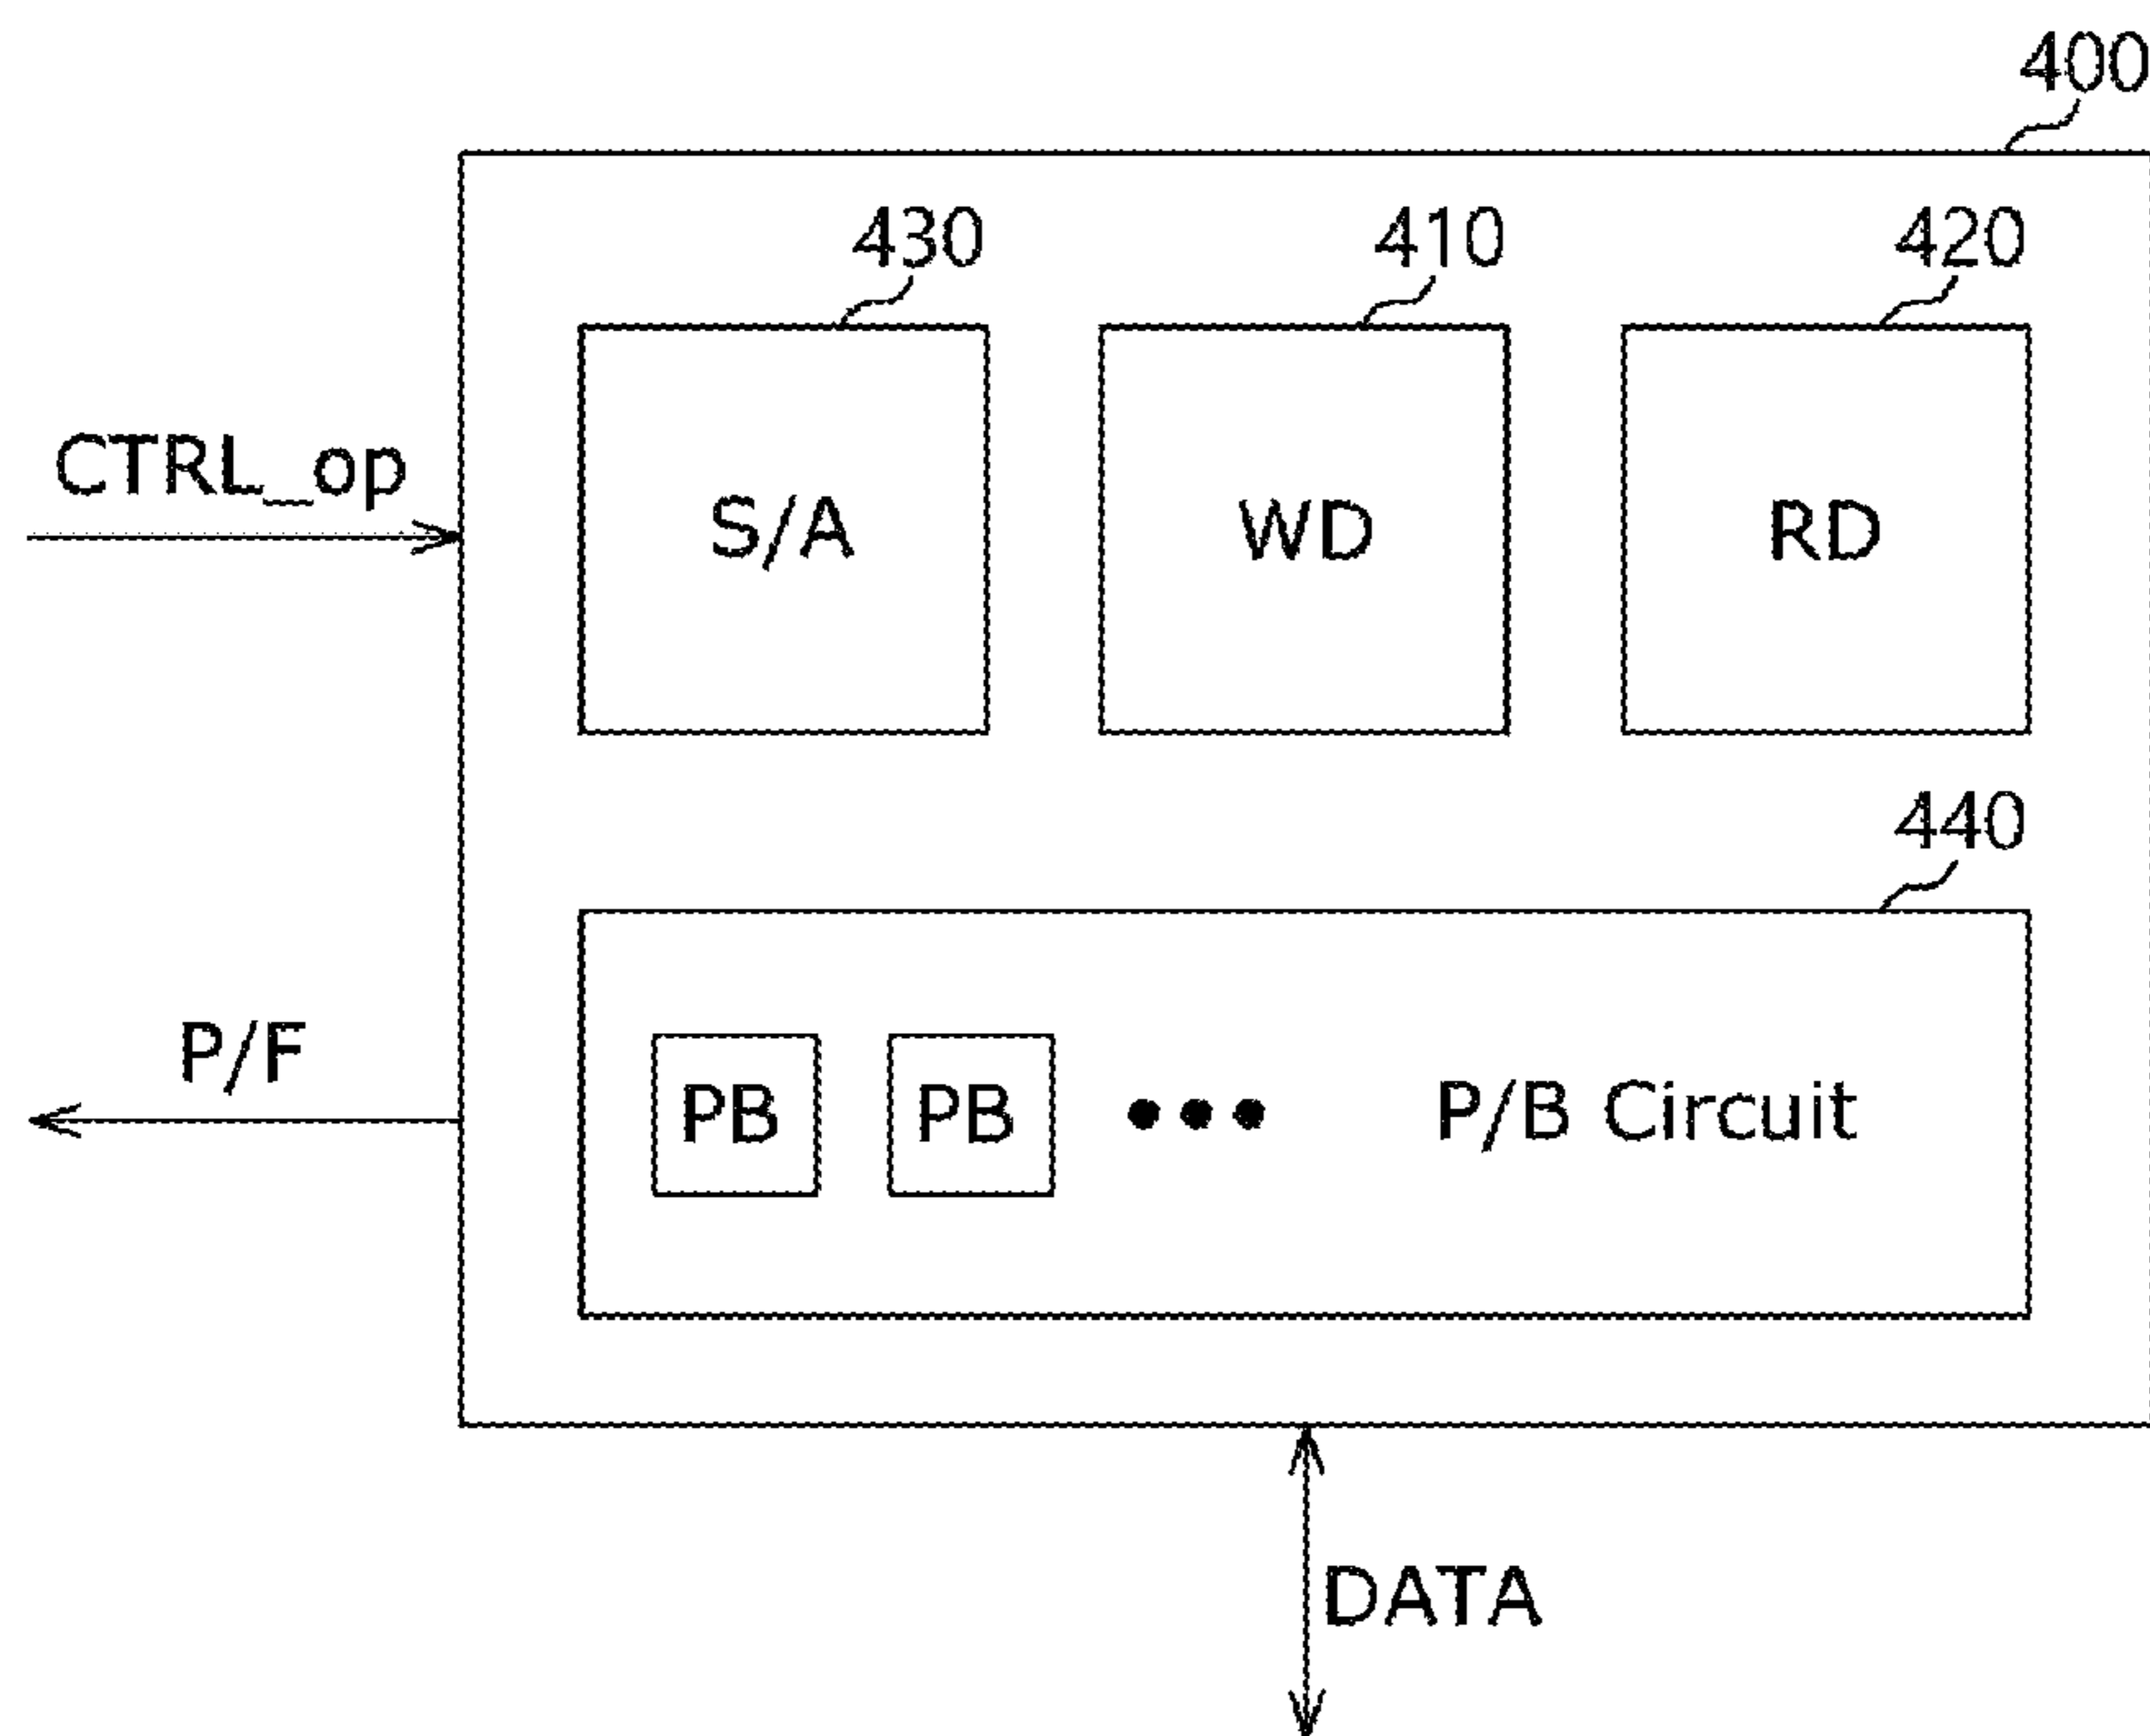 400
430 410 420
CTRL_op
S/A WD RD
440
P/F
PB PB ••• P/B Circuit
DATA